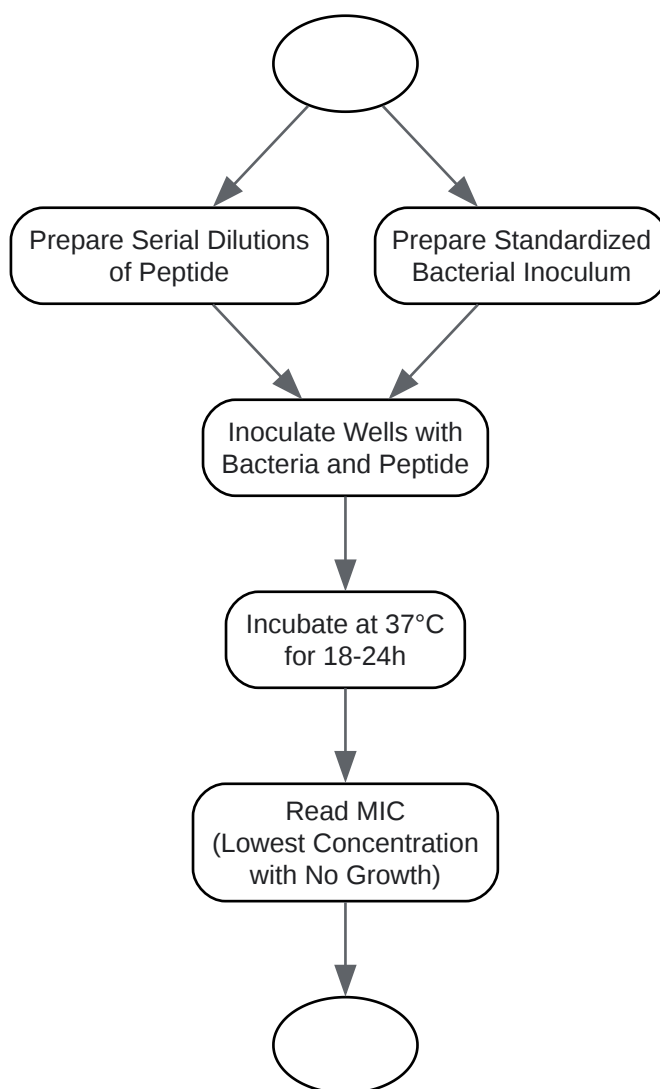 Prepare Serial Dilutions
of Peptide
Prepare Standardized
Bacterial Inoculum
Inoculate Wells with
Bacteria and Peptide
Incubate at 37°C
for 18-24h
Read MIC
(Lowest Concentration
with No Growth)